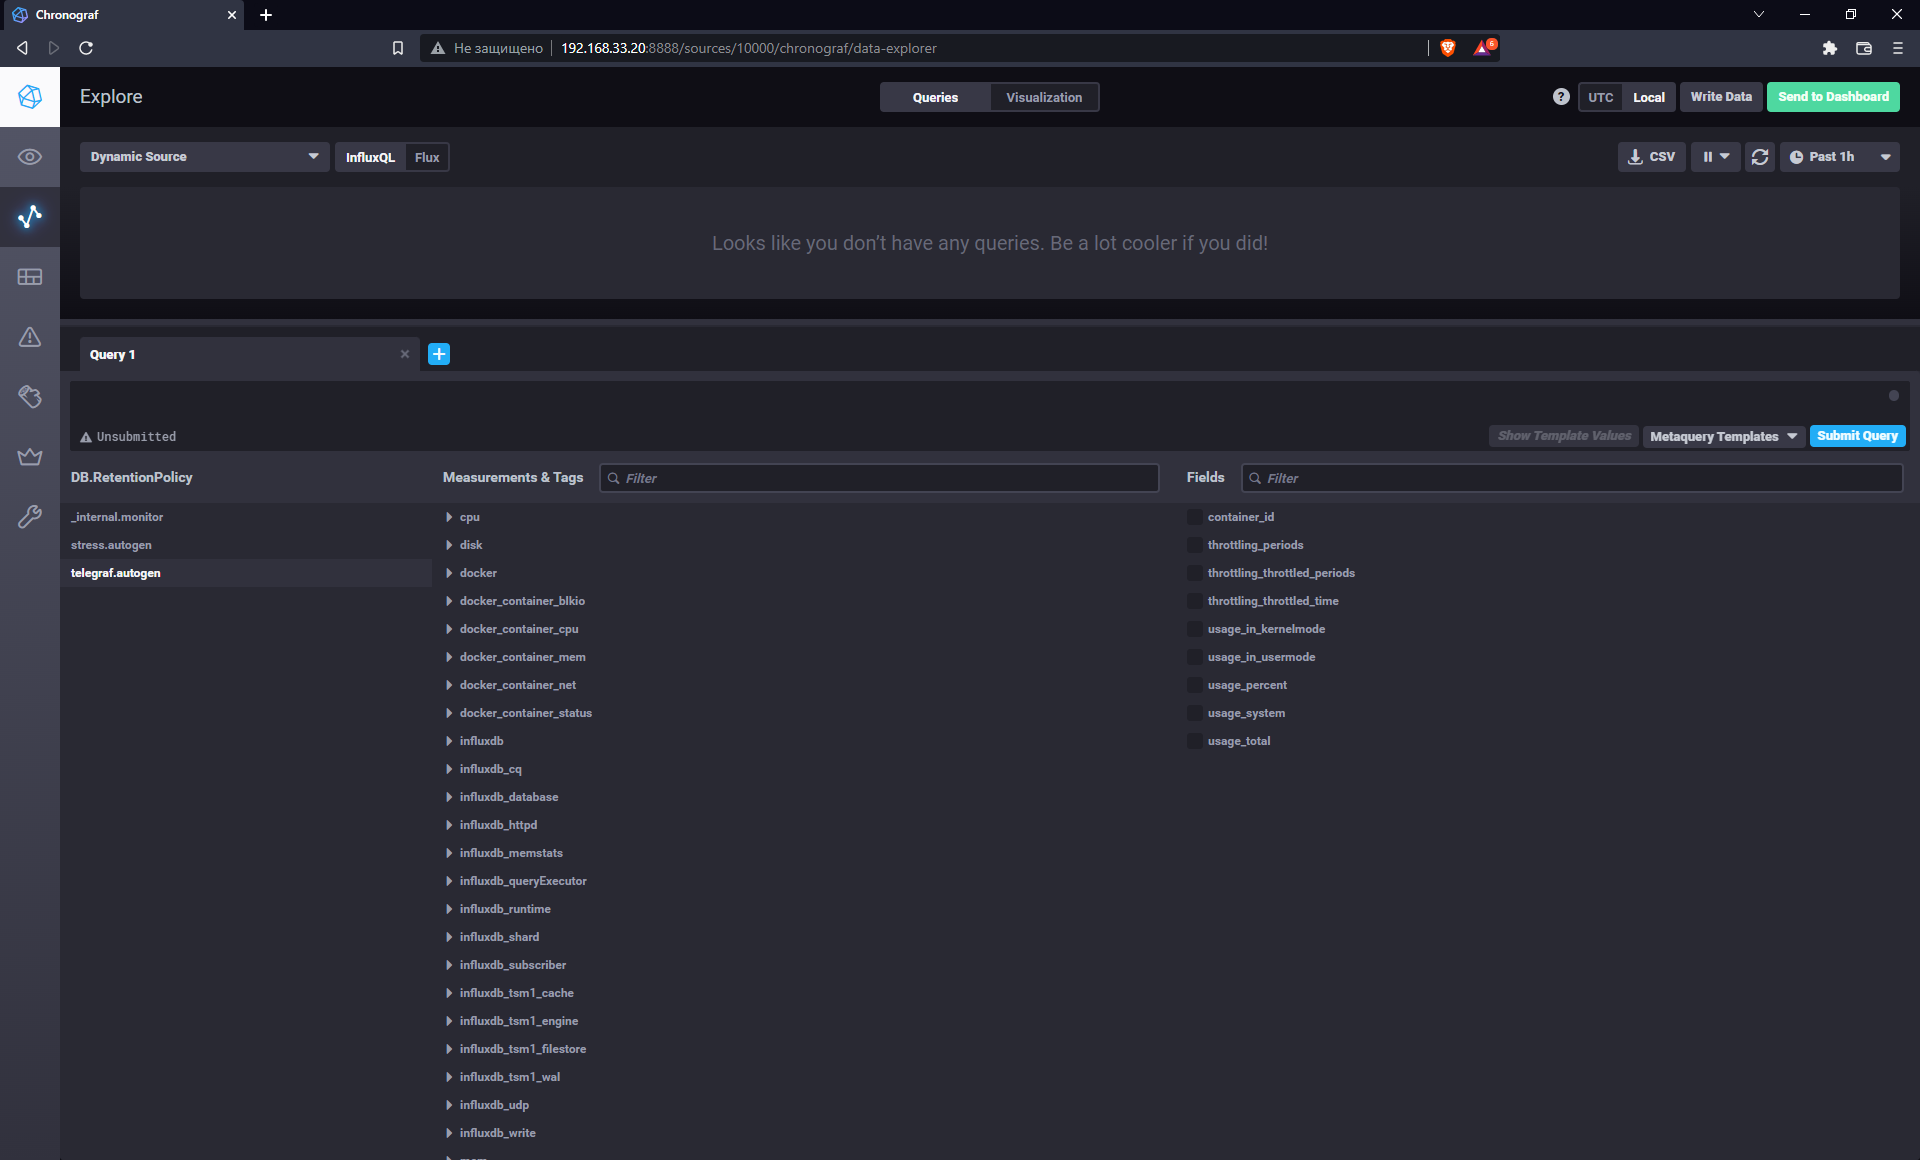 Chronograf
Не защищено 192.168.33.20:8888/sources/10000/chronograf/data-explorer 6
Explore Queries Visualization ? UTC Local Write Data Send to Dashboard
Dynamic Source InfluxQL Flux CSV Past 1h
Looks like you don’t have any queries. Be a lot cooler if you did!
Query 1
Unsubmitted Show Template Values Metaquery Templates Submit Query
DB.RetentionPolicy
_internal.monitor
stress.autogen
telegraf.autogen
Measurements & Tags Filter
cpu
disk
docker
docker_container_blkio
docker_container_cpu
docker_container_mem
docker_container_net
docker_container_status
influxdb
influxdb_cq
influxdb_database
influxdb_httpd
influxdb_memstats
influxdb_queryExecutor
influxdb_runtime
influxdb_shard
influxdb_subscriber
influxdb_tsm1_cache
influxdb_tsm1_engine
influxdb_tsm1_filestore
influxdb_tsm1_wal
influxdb_udp
influxdb_write
Fields Filter
container_id
throttling_periods
throttling_throttled_periods
throttling_throttled_time
usage_in_kernelmode
usage_in_usermode
usage_percent
usage_system
usage_total